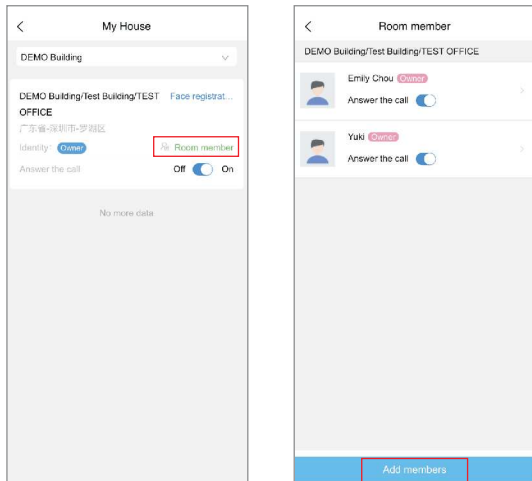 My House
DEMO Building
DEMO Building/Test Building/TEST Face registrat...
OFFICE
广东省-深圳市-罗湖区
Identity: Owner Room member
Answer the call Off On
No more data
Room member
DEMO Building/Test Building/TEST OFFICE
Emily Chou Owner
Answer the call
Yuki Owner
Answer the call
Add members